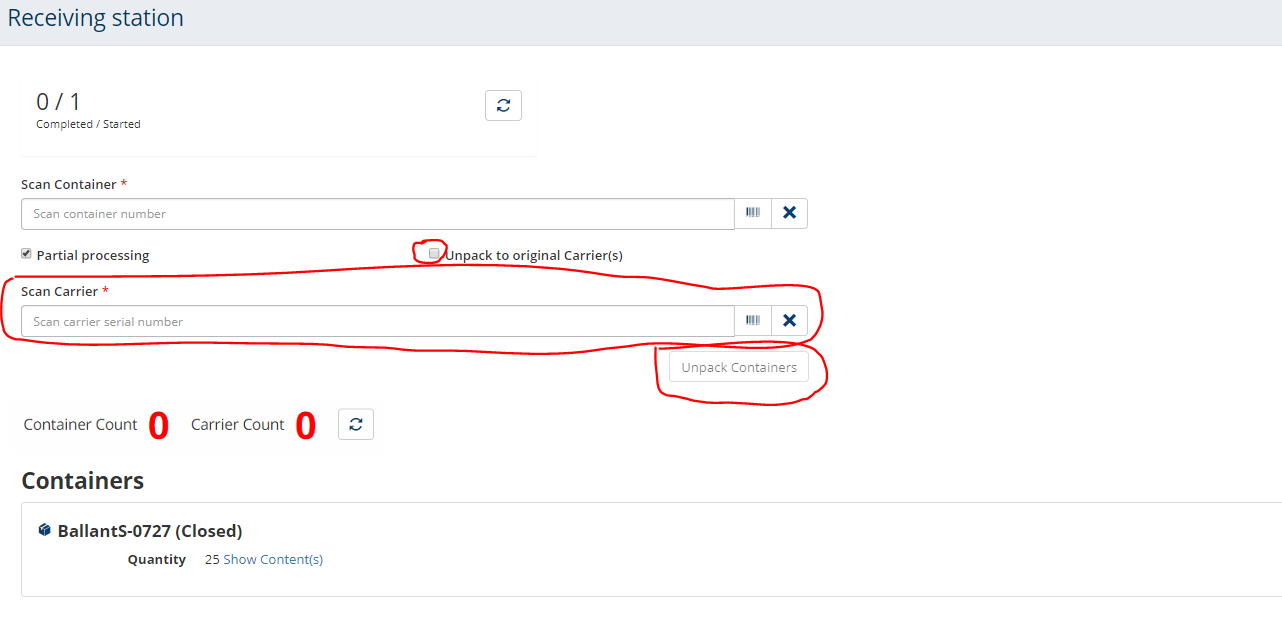 Receiving station
0 / 1
Completed / Started
Scan Container *
Scan container number
Partial processing
Unpack to original Carrier(s)
Scan Carrier *
Scan carrier serial number
Unpack Containers
Container Count 0 Carrier Count 0
Containers
BallantS-0727 (Closed)
Quantity 25 Show Content(s)